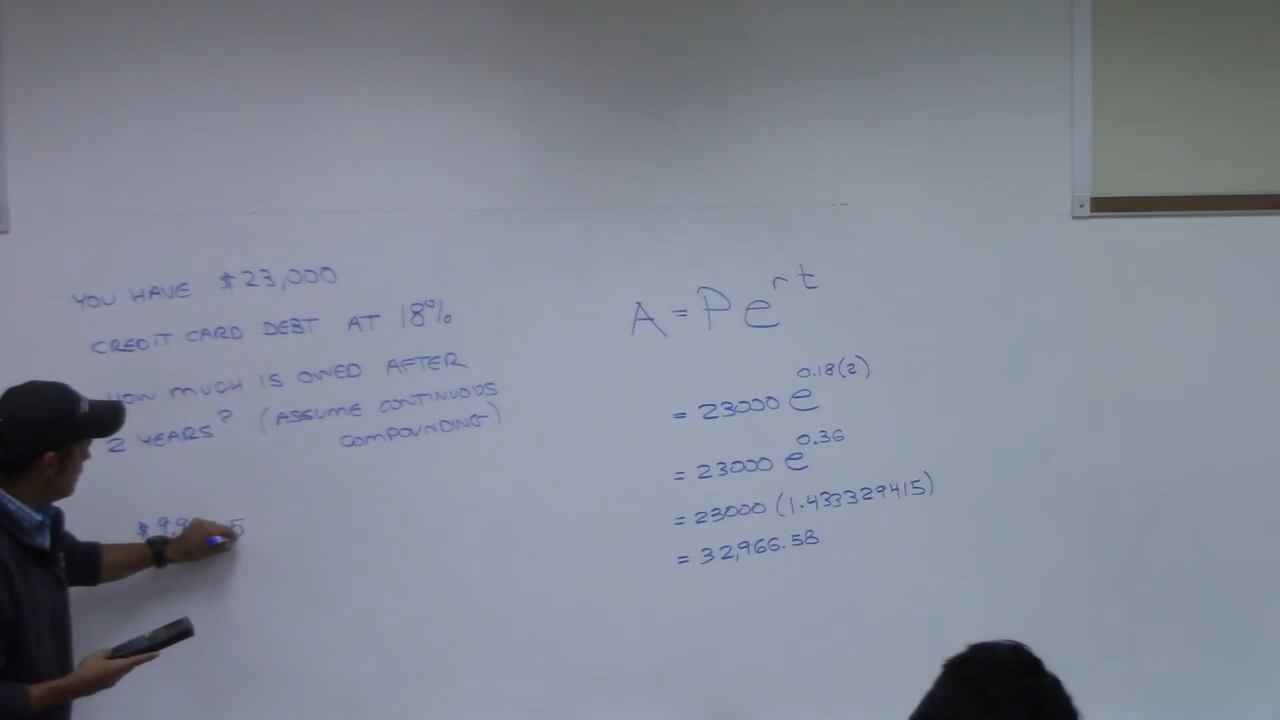 YOU HAVE $23,000
CREDIT CARD DEBT AT 18%
HOW MUCH IS OWED AFTER
2 YEARS? (ASSUME CONTINUOUS
COMPOUNDING)
A = Pe^rt
= 23000 e^0.18(2)
= 23000 e^0.36
= 23000 (1.433329415)
= 32,966.58